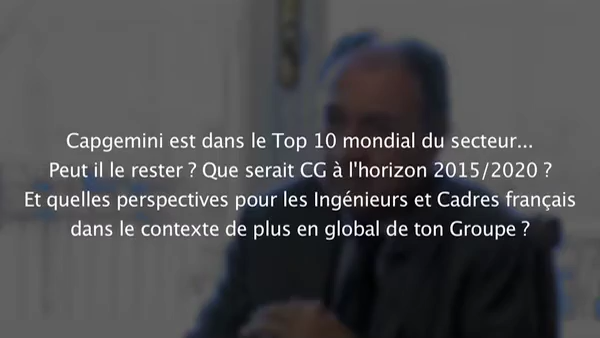 Capgemini est dans le Top 10 mondial du secteur...
Peut il le rester ? Que serait CG à l'horizon 2015/2020 ?
Et quelles perspectives pour les Ingénieurs et Cadres français
dans le contexte de plus en global de ton Groupe ?